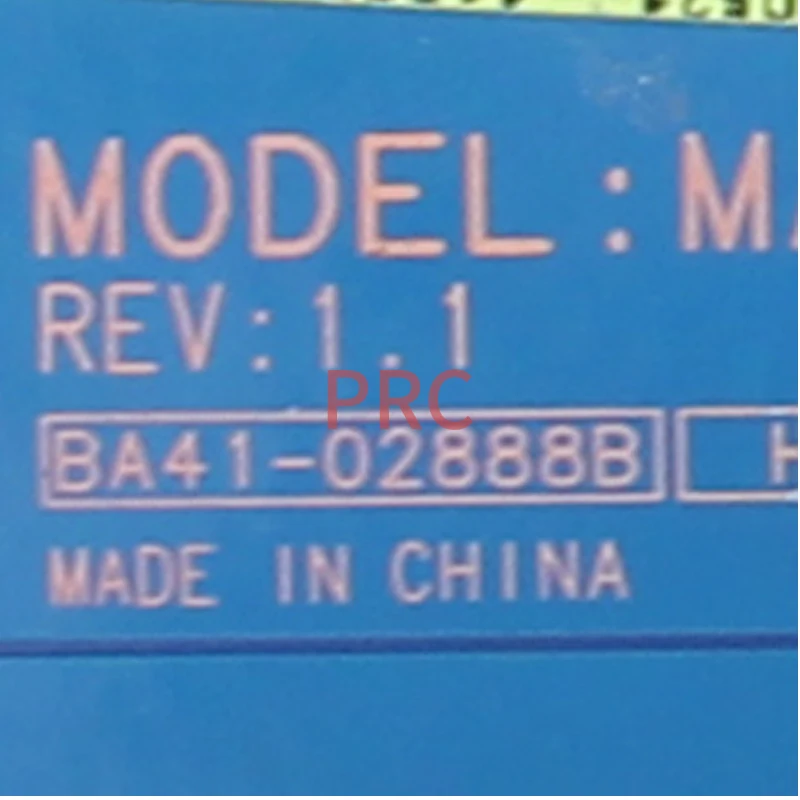 MODEL : M
REV: 1.1
PRC
BA41-02888B H
MADE IN CHINA